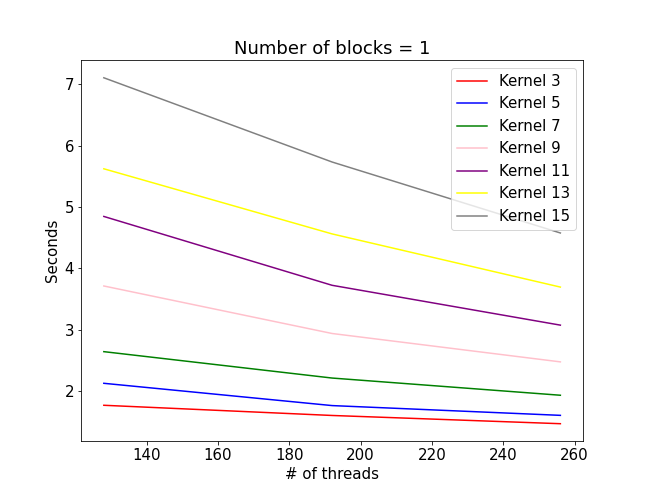 Number of blocks = 1
Kernel 3
Kernel 5
Kernel 7
Kernel 9
Kernel 11
Kernel 13
Kernel 15
7
6
5
4
3
2
Seconds
140 160 180 200 220 240 260
# of threads